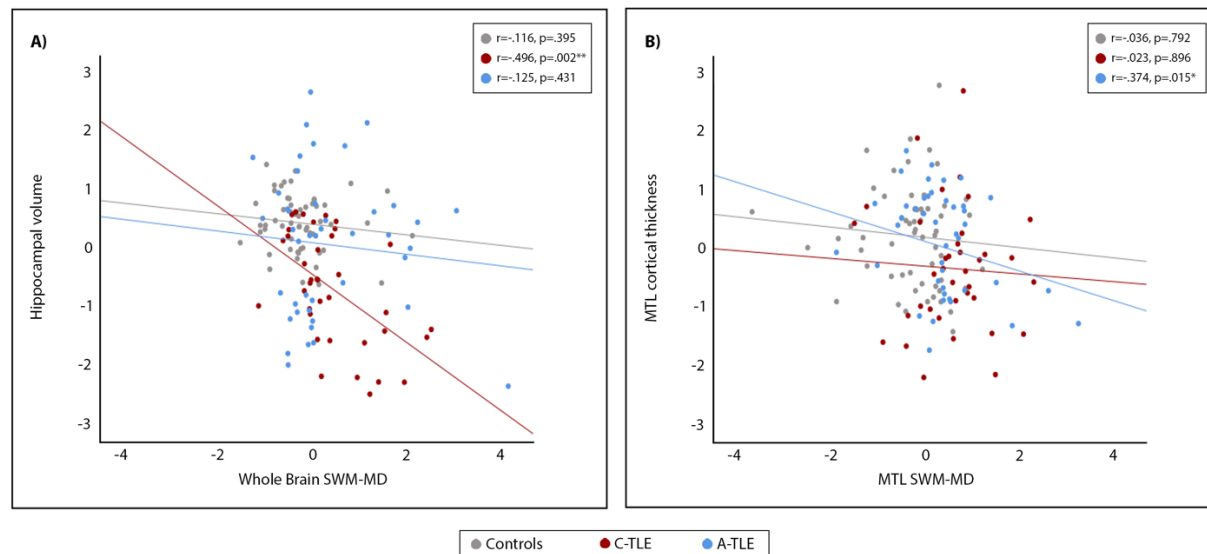 A)
r=-.116, p=.395
r=-.496, p=.002**
r=-.125, p=.431
3
2
1
0
-1
-2
-3
Hippocampal volume
-4
-2
0
2
4
Whole Brain SWM-MD
B)
r=-.036, p=.792
r=-.023, p=.896
r=-.374, p=.015*
3
2
1
0
-1
-2
-3
MTL cortical thickness
-4
-2
0
2
4
MTL SWM-MD
Controls
C-TLE
A-TLE